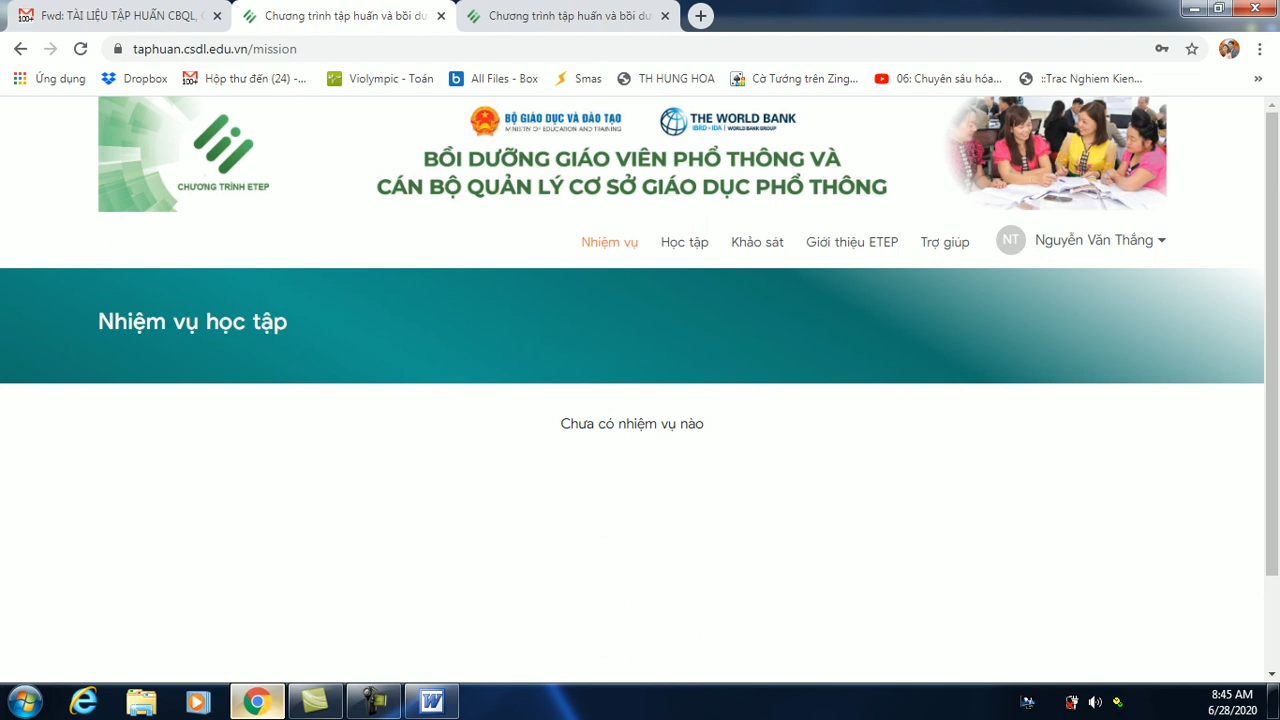 Fwd: TÀI LIỆU TẬP HUẤN CBQL,
Chương trình tập huấn và bồi dư
Chương trình tập huấn và bồi dư
taphuan.csdl.edu.vn/mission
Ứng dụng
Dropbox
Hộp thư đến (24) -...
Violympic - Toán
All Files - Box
Smas
TH HUNG HOA
Cờ Tướng trên Zing...
06: Chuyên sâu hóa...
::Trac Nghiem Kien...
»
BỘ GIÁO DỤC VÀ ĐÀO TẠO
MINISTRY OF EDUCATION AND TRAINING
THE WORLD BANK
IBRD • IDA | WORLD BANK GROUP
CHƯƠNG TRÌNH ETEP
BỒI DƯỠNG GIÁO VIÊN PHỔ THÔNG VÀ
CÁN BỘ QUẢN LÝ CƠ SỞ GIÁO DỤC PHỔ THÔNG
Nhiệm vụ
Học tập
Khảo sát
Giới thiệu ETEP
Trợ giúp
NT
Nguyễn Văn Thắng
Nhiệm vụ học tập
Chưa có nhiệm vụ nào
8:45 AM
6/28/2020